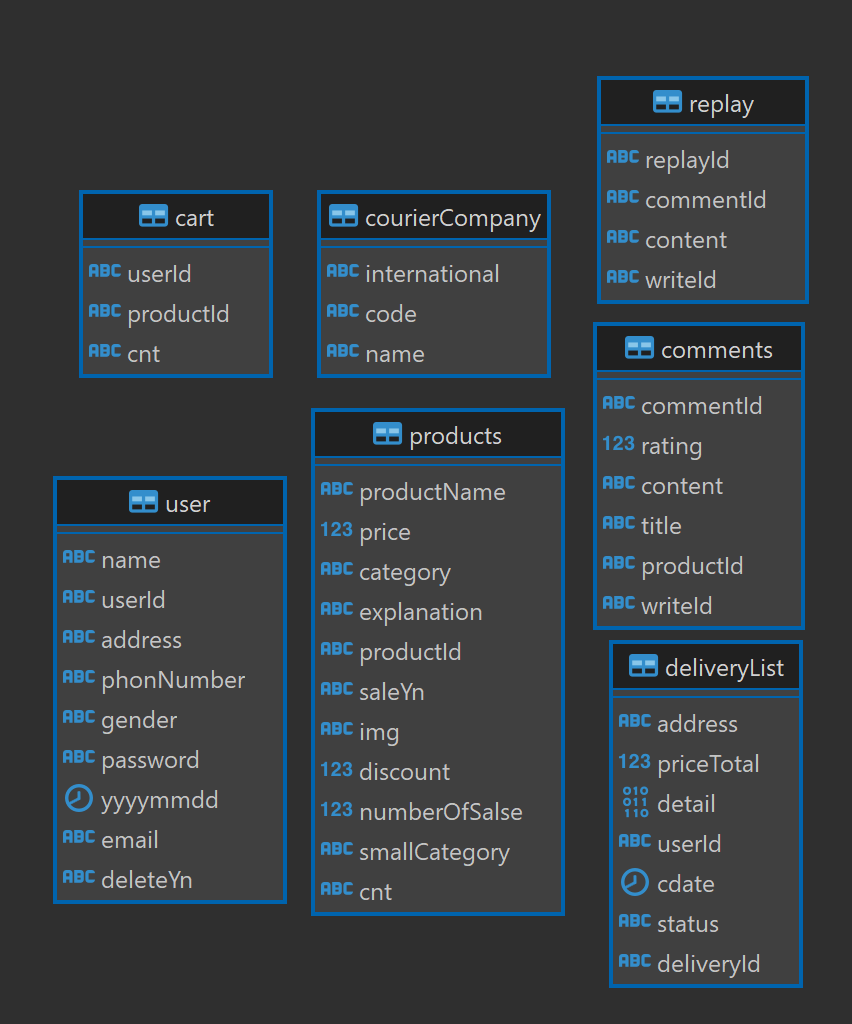 cart
ABC userId
ABC productId
ABC cnt
courierCompany
ABC international
ABC code
ABC name
replay
ABC replayId
ABC commentId
ABC content
ABC writeId
comments
ABC commentId
123 rating
ABC content
ABC title
ABC productId
ABC writeId
user
ABC name
ABC userId
ABC address
ABC phonNumber
ABC gender
ABC password
yyyymmdd
ABC email
ABC deleteYn
products
ABC productName
123 price
ABC category
ABC explanation
ABC productId
ABC saleYn
ABC img
123 discount
123 numberOfSalse
ABC smallCategory
ABC cnt
deliveryList
ABC address
123 priceTotal
010 011 110 detail
ABC userId
cdate
ABC status
ABC deliveryId